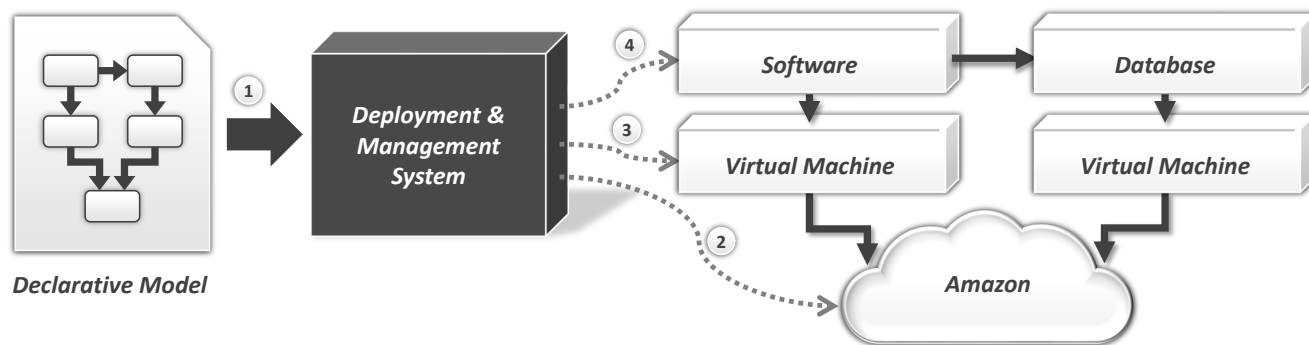 4
Software
Database
1
Deployment &
Management
System
3
Virtual Machine
Virtual Machine
2
Declarative Model
Amazon